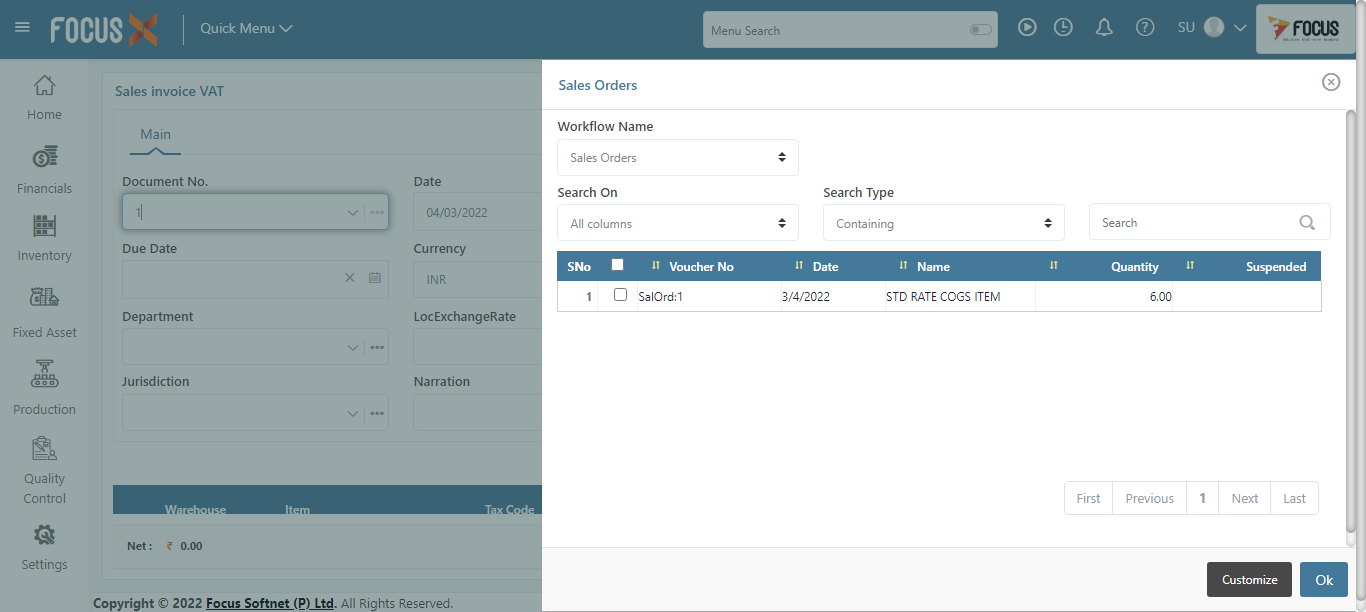 FOCUS X
Quick Menu
Menu Search
SU
FOCUS
Home
Financials
Inventory
Fixed Asset
Production
Quality
Control
Settings
Sales invoice VAT
Main
Document No.
Date
1
04/03/2022
Due Date
Currency
INR
Department
LocExchangeRate
Jurisdiction
Narration
Warehouse Item Tax Code
Net : ₹ 0.00
Copyright © 2022 Focus Softnet (P) Ltd. All Rights Reserved.
Sales Orders
Workflow Name
Sales Orders
Search On
Search Type
All columns
Containing
Search
SNo Voucher No Date Name Quantity Suspended
1 SalOrd:1 3/4/2022 STD RATE COGS ITEM 6.00
First Previous 1 Next Last
Customize
Ok